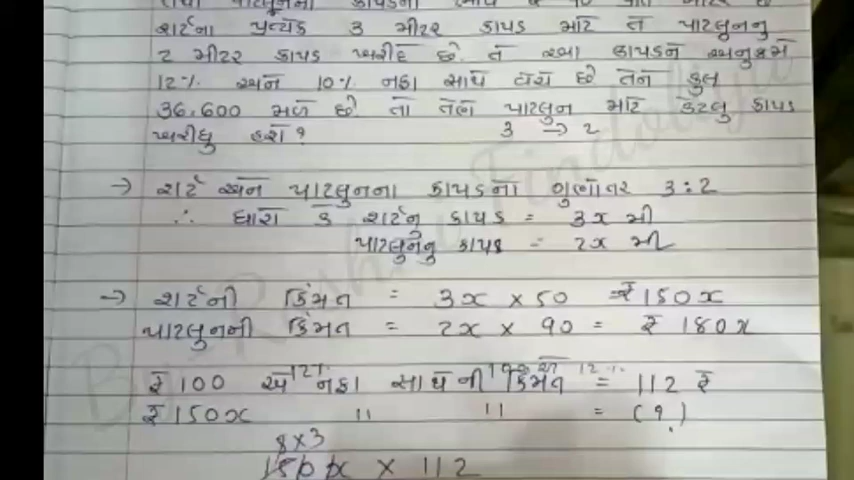 શર્ટના પ્રત્યેક 3 મીટર કાપડ માટે તે પાટલુનનુ
2 મીટર કાપડ ખરીદે છે. તે આ કાપડને અનુક્રમે
12% અને 10% નફા સાથે વેચે છે તેને કુલ
36,600 મળે છે. તો તેણે પાટલુન માટે કેટલુ કાપડ
ખરીધુ હશે? 3 → 2
→ શર્ટ અને પાટલુનના કાપડનો ગુણોત્તર 3:2
∴ ધારો કે શર્ટનુ કાપડ = 3x મી
પાટલુનનુ કાપડ = 2x મી
→ શર્ટની કિંમત = 3x × 50 = ₹150x
પાટલુનની કિંમત = 2x × 90 = ₹ 180x
12%
₹100 એ નફા સાથેની કિંમત = 112 ₹
₹150x 11 11 = (?)
8×3
150x × 112